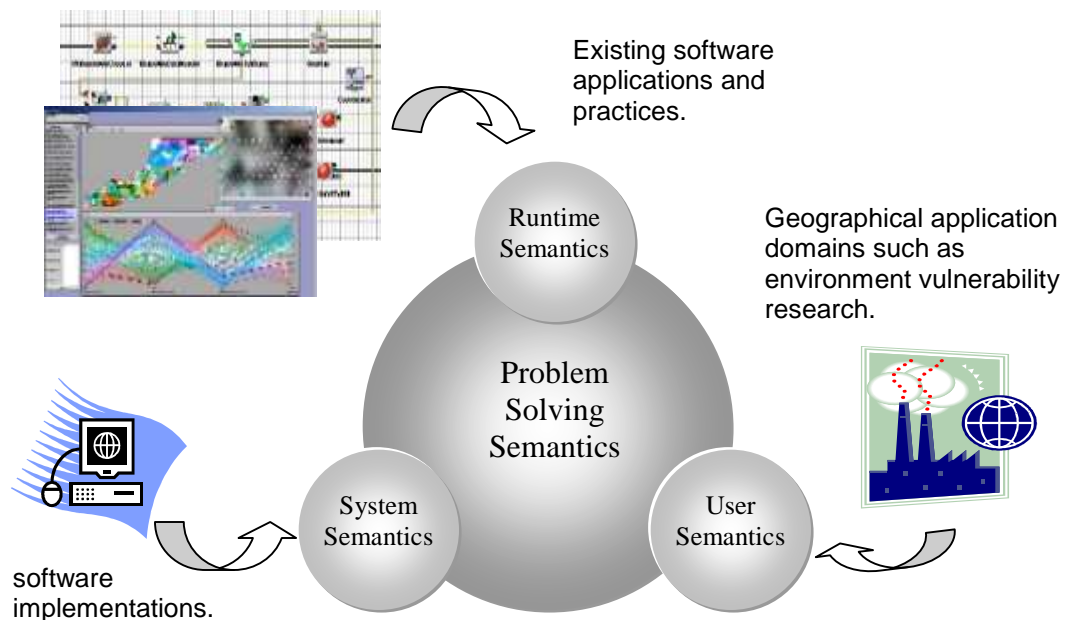 Existing software
applications and
practices.
Runtime
Semantics
Geographical application
domains such as
environment vulnerability
research.
Problem
Solving
Semantics
System
Semantics
User
Semantics
software
implementations.